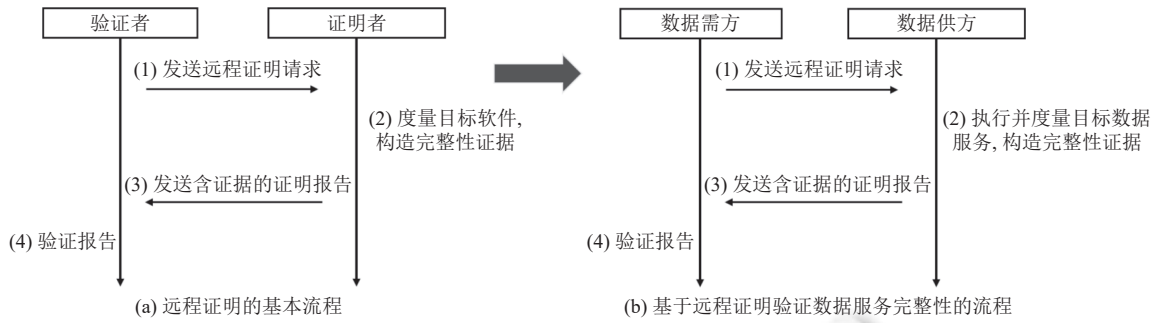 验证者
证明者
(1) 发送远程证明请求
(2) 度量目标软件,
构造完整性证据
(3) 发送含证据的证明报告
(4) 验证报告
(a) 远程证明的基本流程
数据需方
数据供方
(1) 发送远程证明请求
(2) 执行并度量目标数据
服务, 构造完整性证据
(3) 发送含证据的证明报告
(4) 验证报告
(b) 基于远程证明验证数据服务完整性的流程